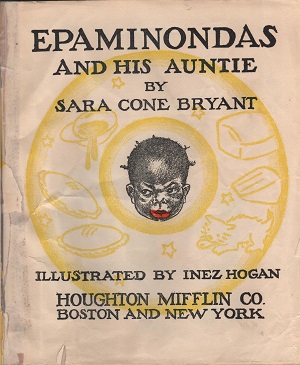 EPAMINONDAS
AND HIS AUNTIE
BY
SARA CONE BRYANT
ILLUSTRATED BY INEZ HOGAN
HOUGHTON MIFFLIN CO.
BOSTON AND NEW YORK